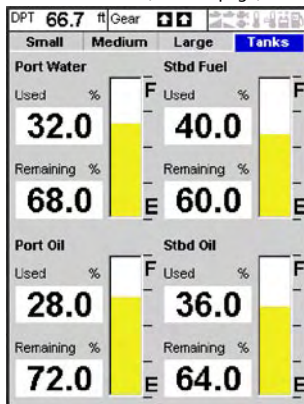 DPT 66.7 ft Gear
Small Medium Large Tanks
Port Water
Used %
32.0
Remaining %
68.0
F
E
Stbd Fuel
Used %
40.0
Remaining %
60.0
F
E
Port Oil
Used %
28.0
Remaining %
72.0
F
E
Stbd Oil
Used %
36.0
Remaining %
64.0
F
E